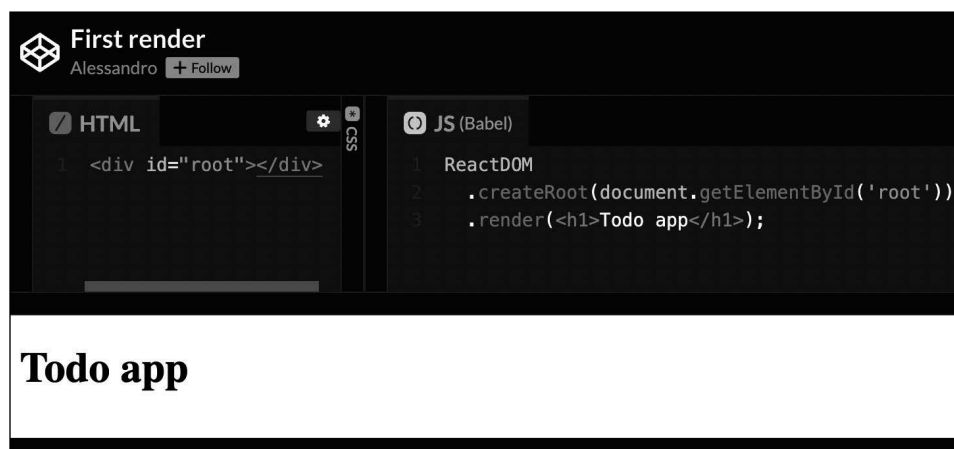 First render
Alessandro + Follow
HTML
* CSS
1 <div id="root"></div>
JS (Babel)
1 ReactDOM
2 .createRoot(document.getElementById('root'))
3 .render(<h1>Todo app</h1>);
Todo app